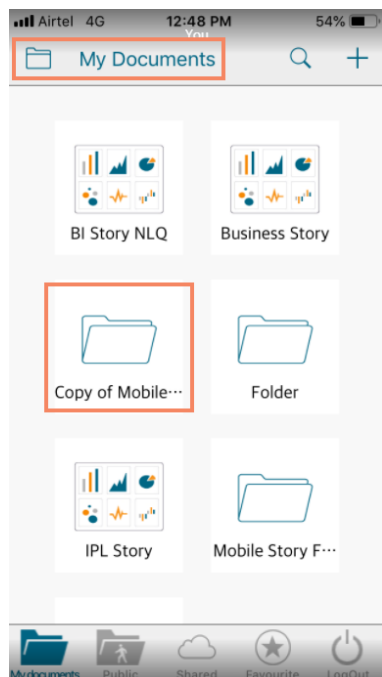 Airtel 4G 12:48 PM 54%
You
My Documents
BI Story NLQ Business Story
Copy of Mobile··· Folder
IPL Story Mobile Story F···
Mydocuments Public Shared Favourite LogOut